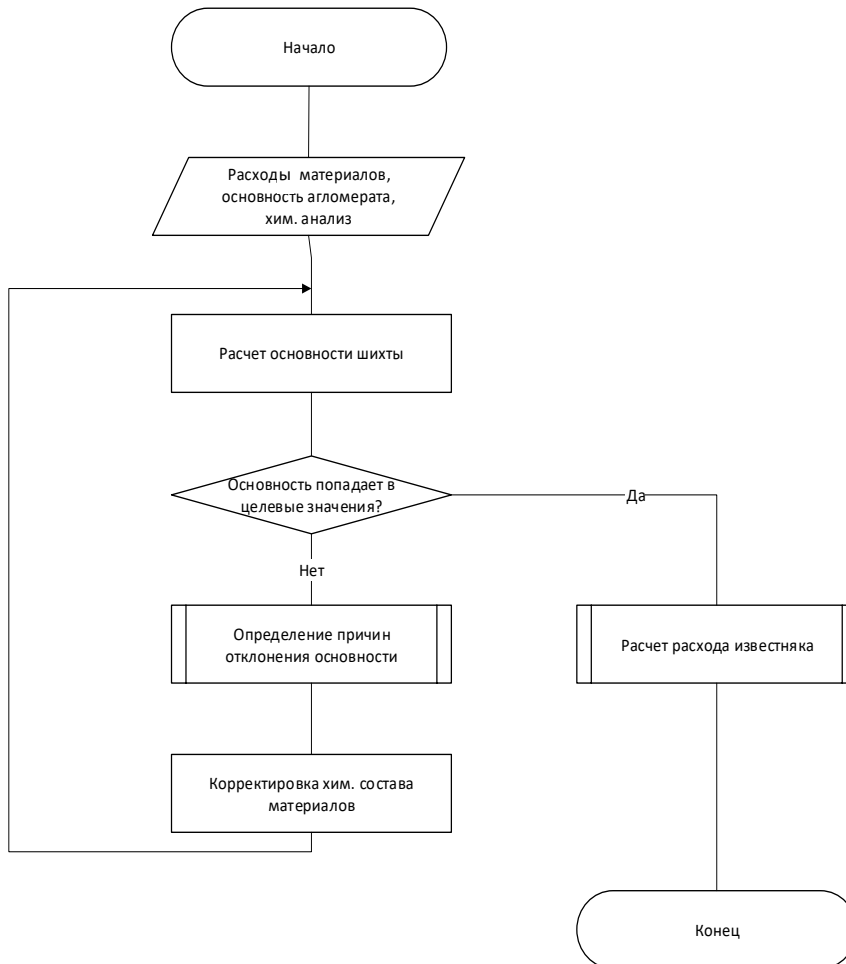 Начало
Расходы материалов,
основность агломерата,
хим. анализ
Расчет основности шихты
Основность попадает в
целевые значения?
Да
Нет
Определение причин
отклонения основности
Расчет расхода известняка
Корректировка хим. состава
материалов
Конец